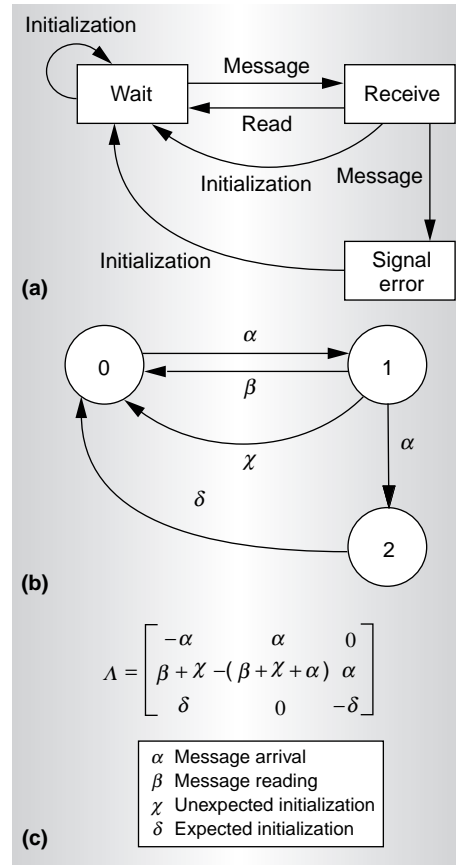 Initialization
Wait
Message
Receive
Read
Initialization
Message
Initialization
Signal
error
(a)
0
α
1
β
χ
α
δ
2
(b)
Λ = [ −α α 0
β + χ −(β + χ + α) α
δ 0 −δ ]
α Message arrival
β Message reading
χ Unexpected initialization
δ Expected initialization
(c)